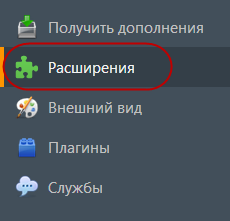 Получить дополнения
Расширения
Внешний вид
Плагины
Службы